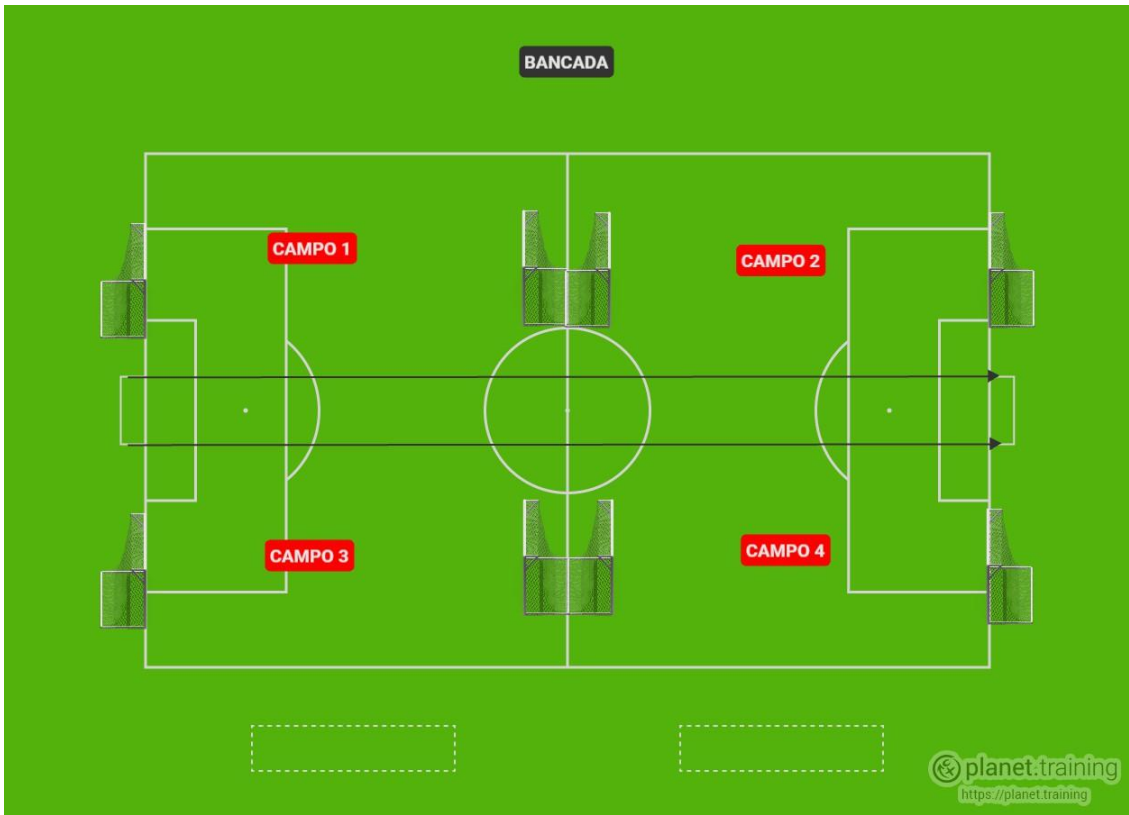 BANCADA
CAMPO 1
CAMPO 2
CAMPO 3
CAMPO 4
planet.training
https://planet.training